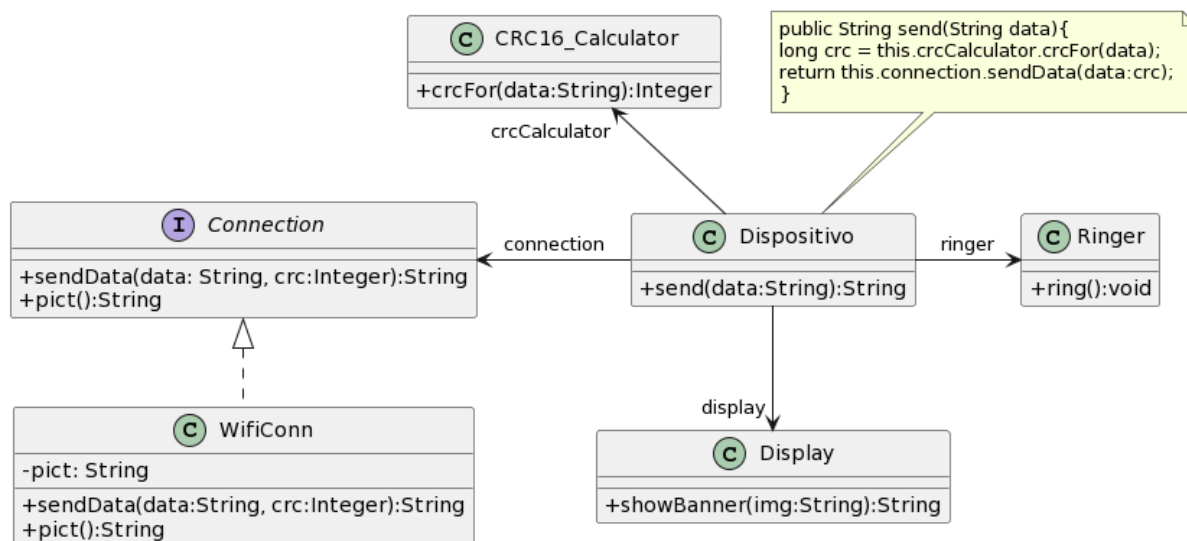 C CRC16_Calculator
+crcFor(data:String):Integer
public String send(String data){
long crc = this.crcCalculator.crcFor(data);
return this.connection.sendData(data:crc);
}
crcCalculator
I Connection
+sendData(data: String, crc:Integer):String
+pict():String
connection
C Dispositivo
+send(data:String):String
ringer
C Ringer
+ring():void
C WifiConn
-pict: String
+sendData(data:String, crc:Integer):String
+pict():String
display
C Display
+showBanner(img:String):String